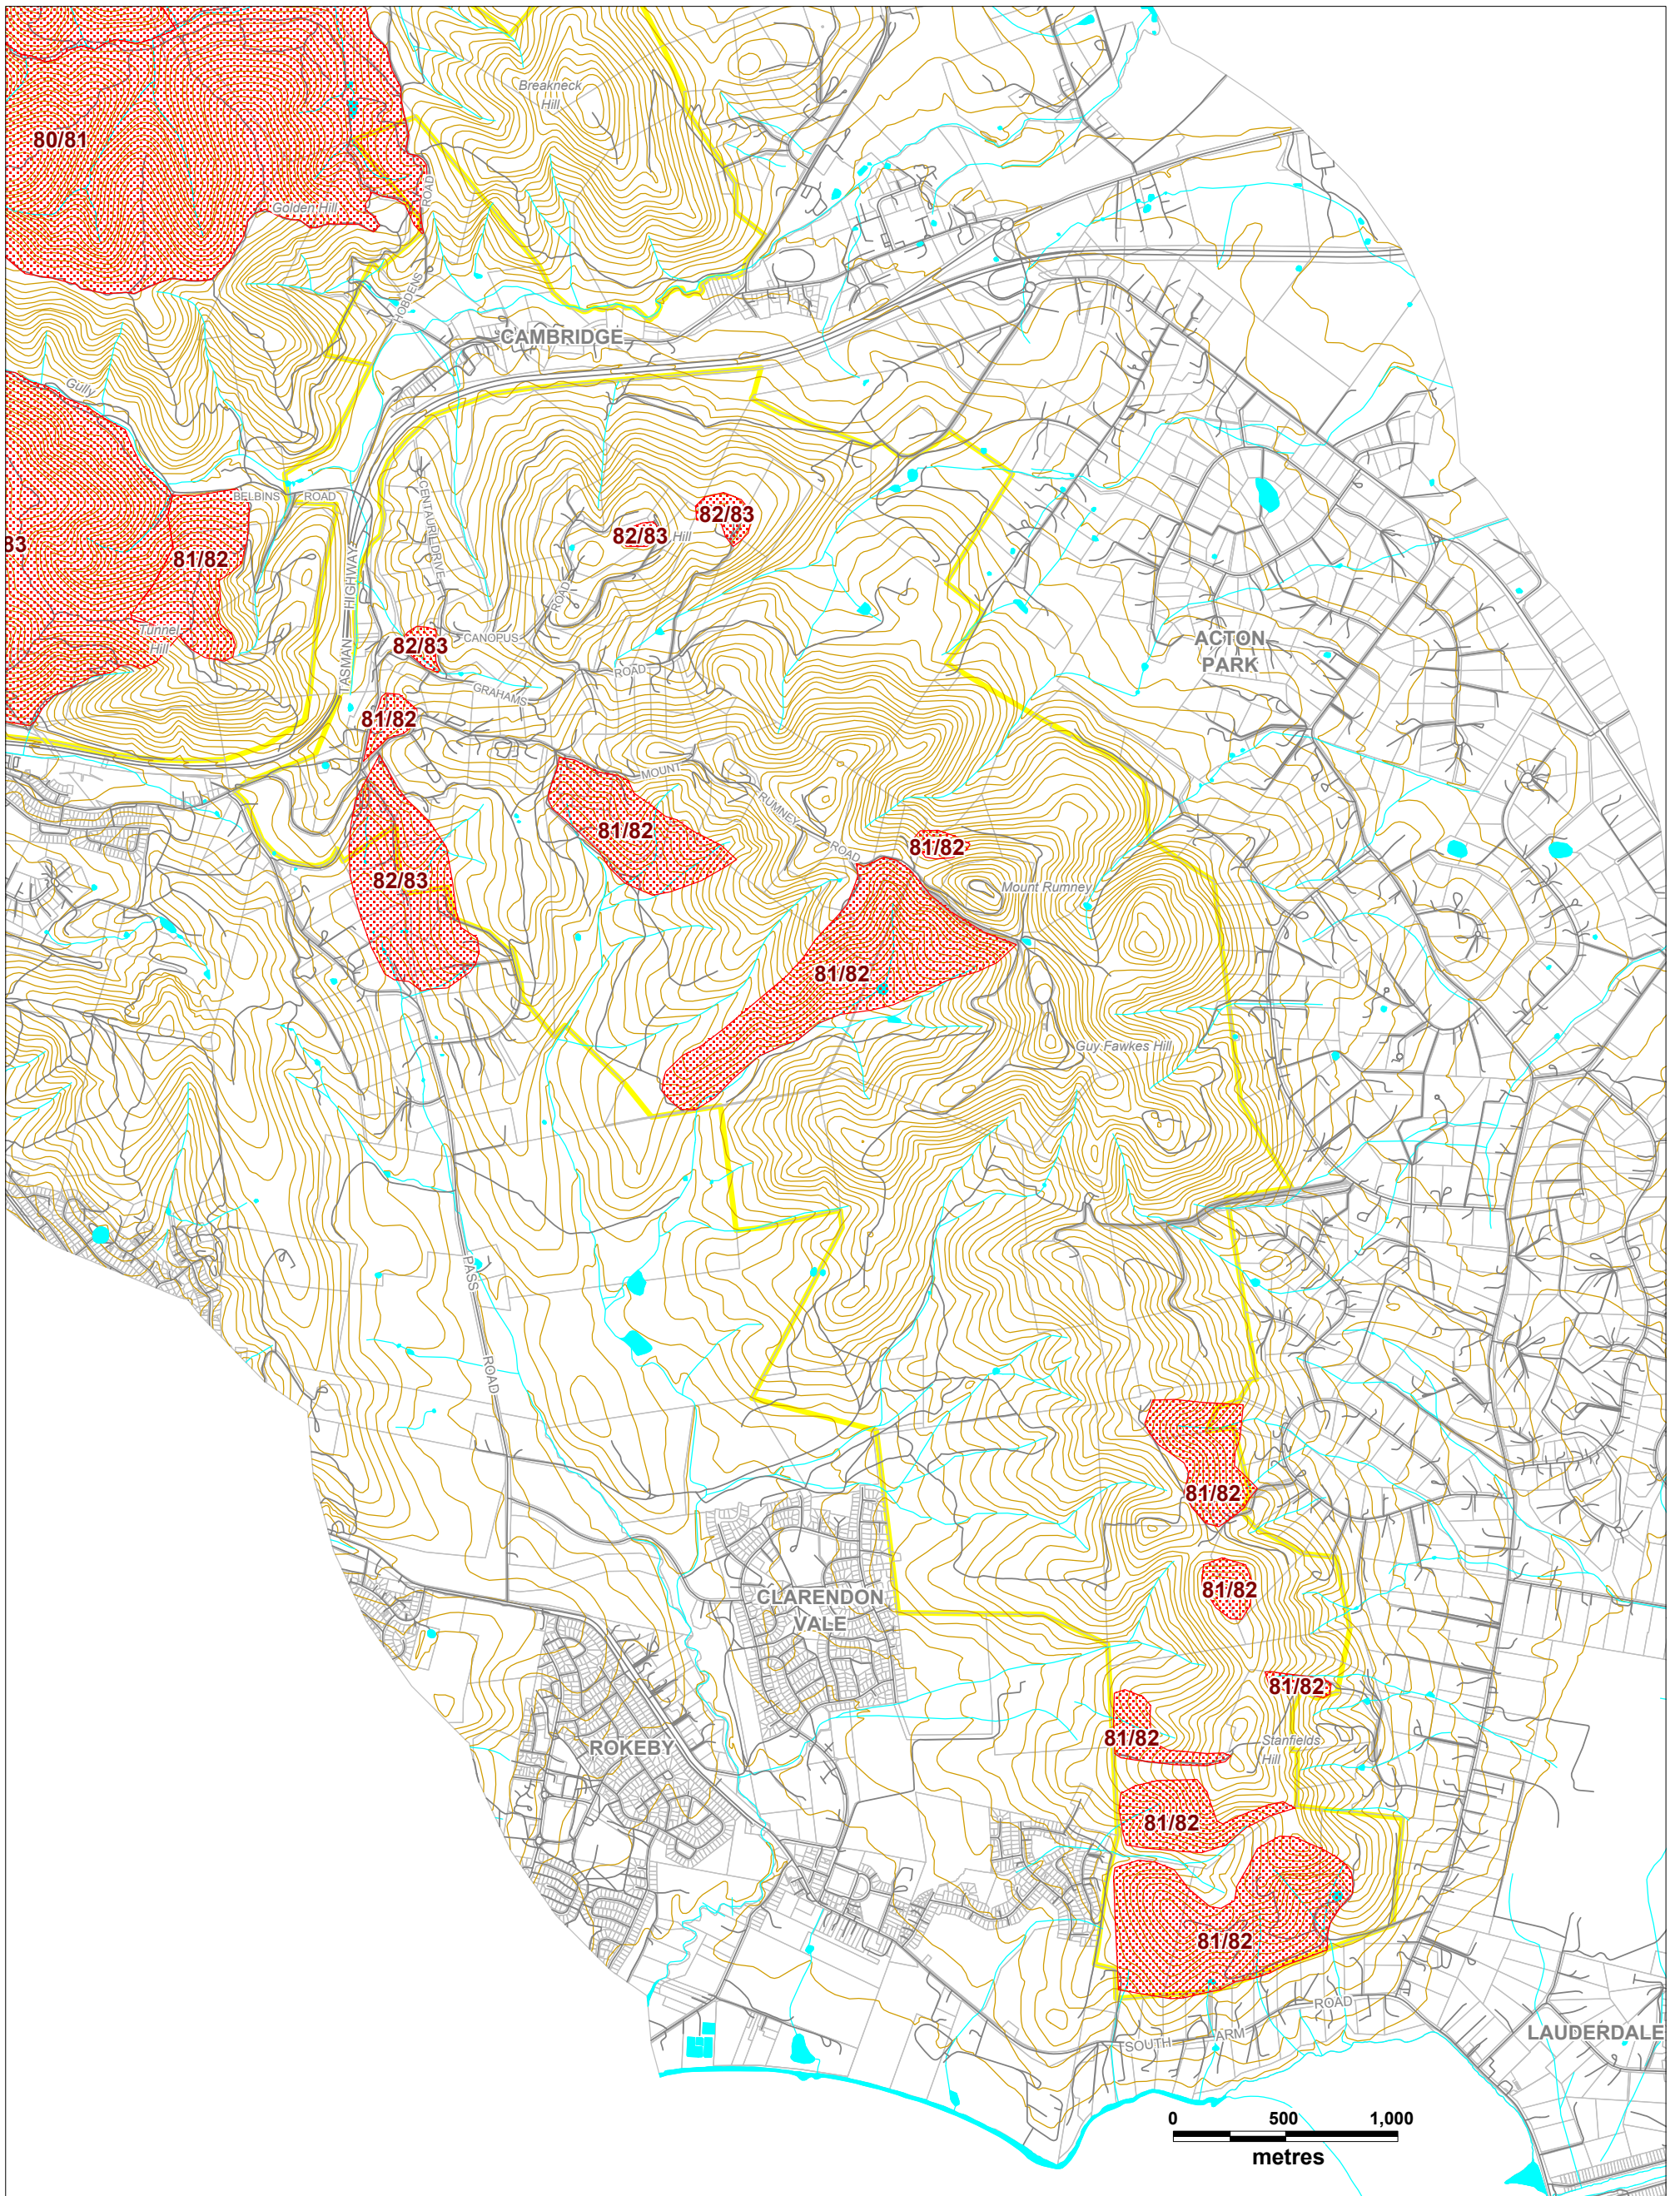 Breakneck
Hill
80/81
Golden Hill
ROAD
HOBDENS
CAMBRIDGE
Gully
BELBINS ROAD
CENTAURI DRIVE
82/83
82/83
Hill
83
81/82
TASMAN HIGHWAY
ROAD
Tunnel
Hill
82/83
CANOPUS
ACTON
PARK
ROAD
GRAHAMS
81/82
MOUNT
RUMNEY
ROAD
81/82
81/82
82/83
Mount Rumney
81/82
Guy Fawkes Hill
PASS
ROAD
81/82
81/82
CLARENDON
VALE
81/82
81/82
ROKEBY
Stanfields
Hill
81/82
81/82
ROAD
SOUTH ARM
LAUDERDALE
0 500 1,000
metres